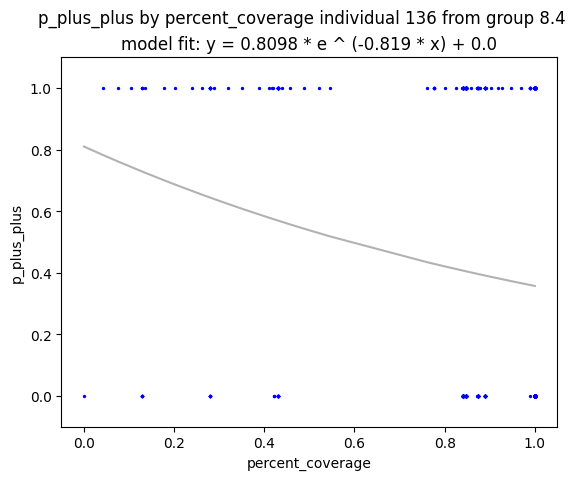 p_plus_plus by percent_coverage individual 136 from group 8.4
model fit: y = 0.8098 * e ^ (-0.819 * x) + 0.0
1.0
0.8
0.6
0.4
0.2
0.0
p_plus_plus
0.0 0.2 0.4 0.6 0.8 1.0
percent_coverage